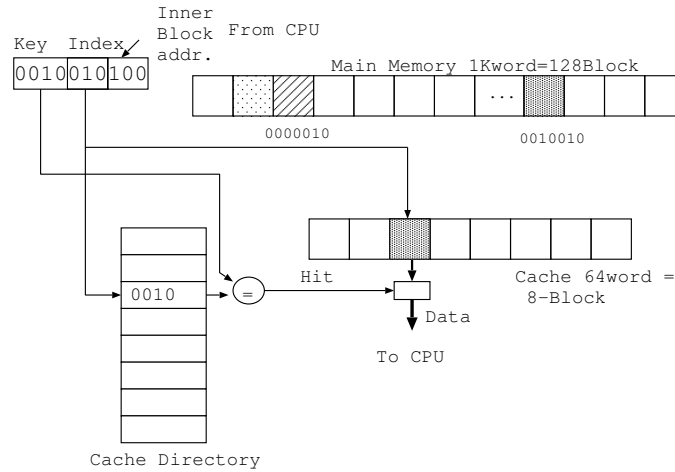 Inner
Block
addr.
From CPU
Key Index
0010 010 100
Main Memory 1Kword=128Block
...
0000010
0010010
0010
=
Hit
Cache 64word =
8-Block
Data
To CPU
Cache Directory